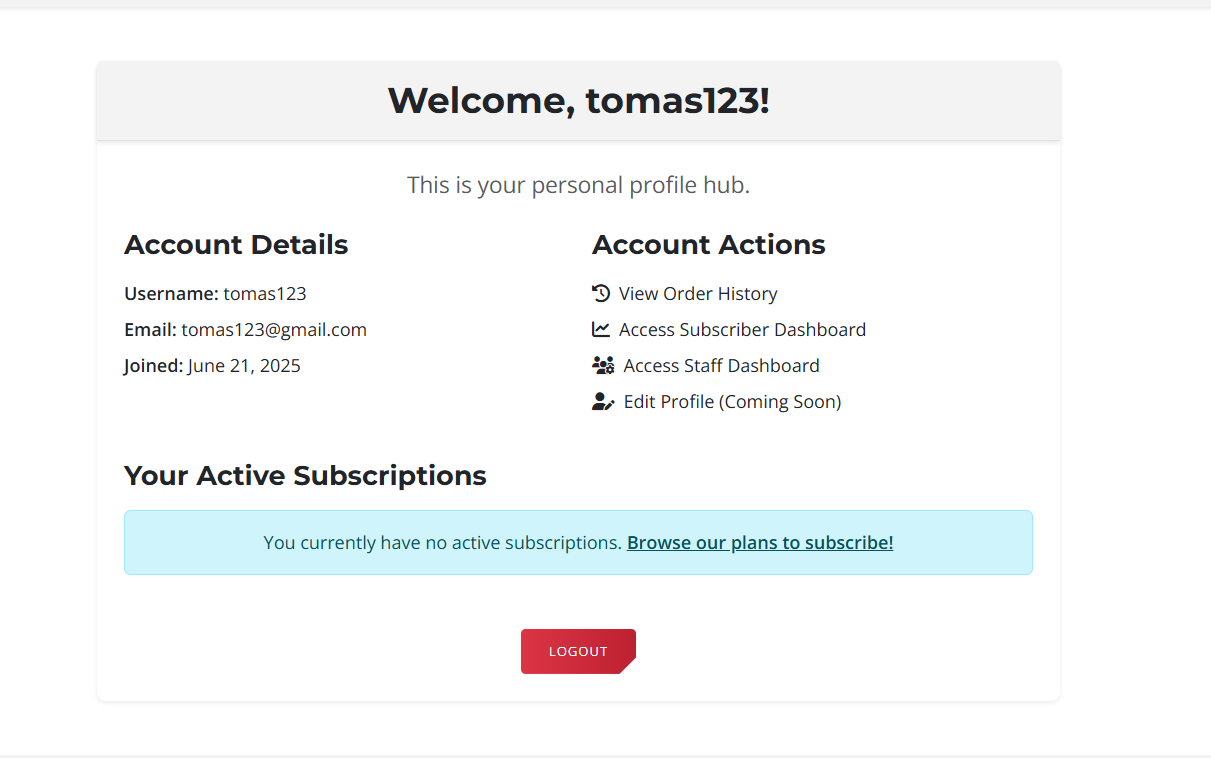 Welcome, tomas123!
This is your personal profile hub.
Account Details
Username: tomas123
Email: tomas123@gmail.com
Joined: June 21, 2025
Account Actions
View Order History
Access Subscriber Dashboard
Access Staff Dashboard
Edit Profile (Coming Soon)
Your Active Subscriptions
You currently have no active subscriptions. Browse our plans to subscribe!
LOGOUT